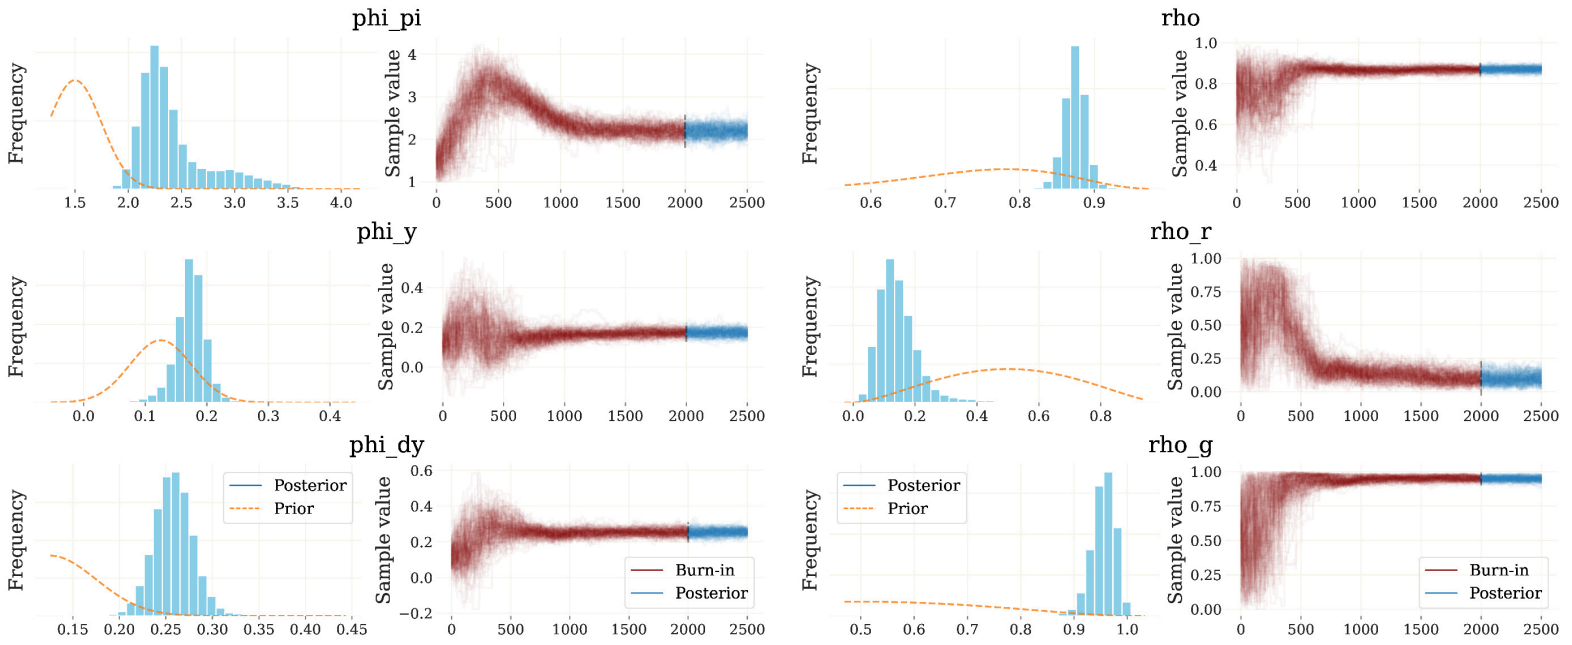 phi_pi
Frequency
1.5 2.0 2.5 3.0 3.5 4.0
Sample value
4
3
2
1
0 500 1000 1500 2000 2500
rho
Frequency
0.6 0.7 0.8 0.9
Sample value
1.0
0.8
0.6
0.4
0 500 1000 1500 2000 2500
phi_y
Frequency
0.0 0.1 0.2 0.3 0.4
Sample value
0.4
0.2
0.0
0 500 1000 1500 2000 2500
rho_r
Frequency
0.0 0.2 0.4 0.6 0.8
Sample value
1.00
0.75
0.50
0.25
0.00
0 500 1000 1500 2000 2500
phi_dy
Frequency
Posterior
Prior
0.15 0.20 0.25 0.30 0.35 0.40 0.45
Sample value
0.6
0.4
0.2
0.0
−0.2
Burn-in
Posterior
0 500 1000 1500 2000 2500
rho_g
Frequency
Posterior
Prior
0.5 0.6 0.7 0.8 0.9 1.0
Sample value
1.00
0.75
0.50
0.25
0.00
Burn-in
Posterior
0 500 1000 1500 2000 2500